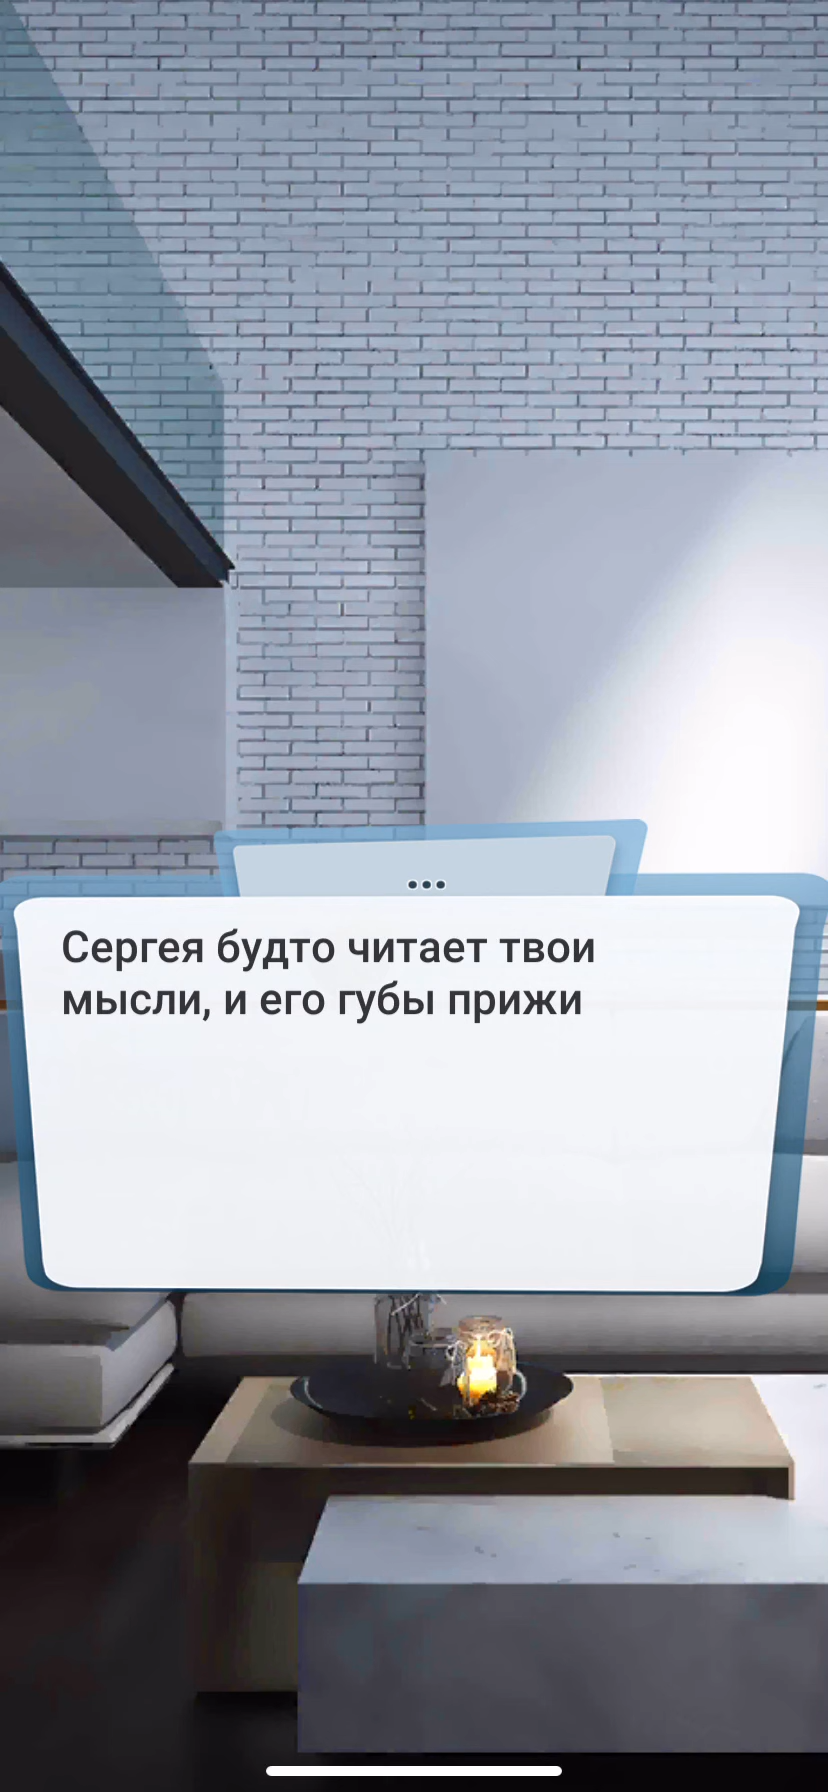 ...
Сергея будто читает твои
мысли, и его губы прижи